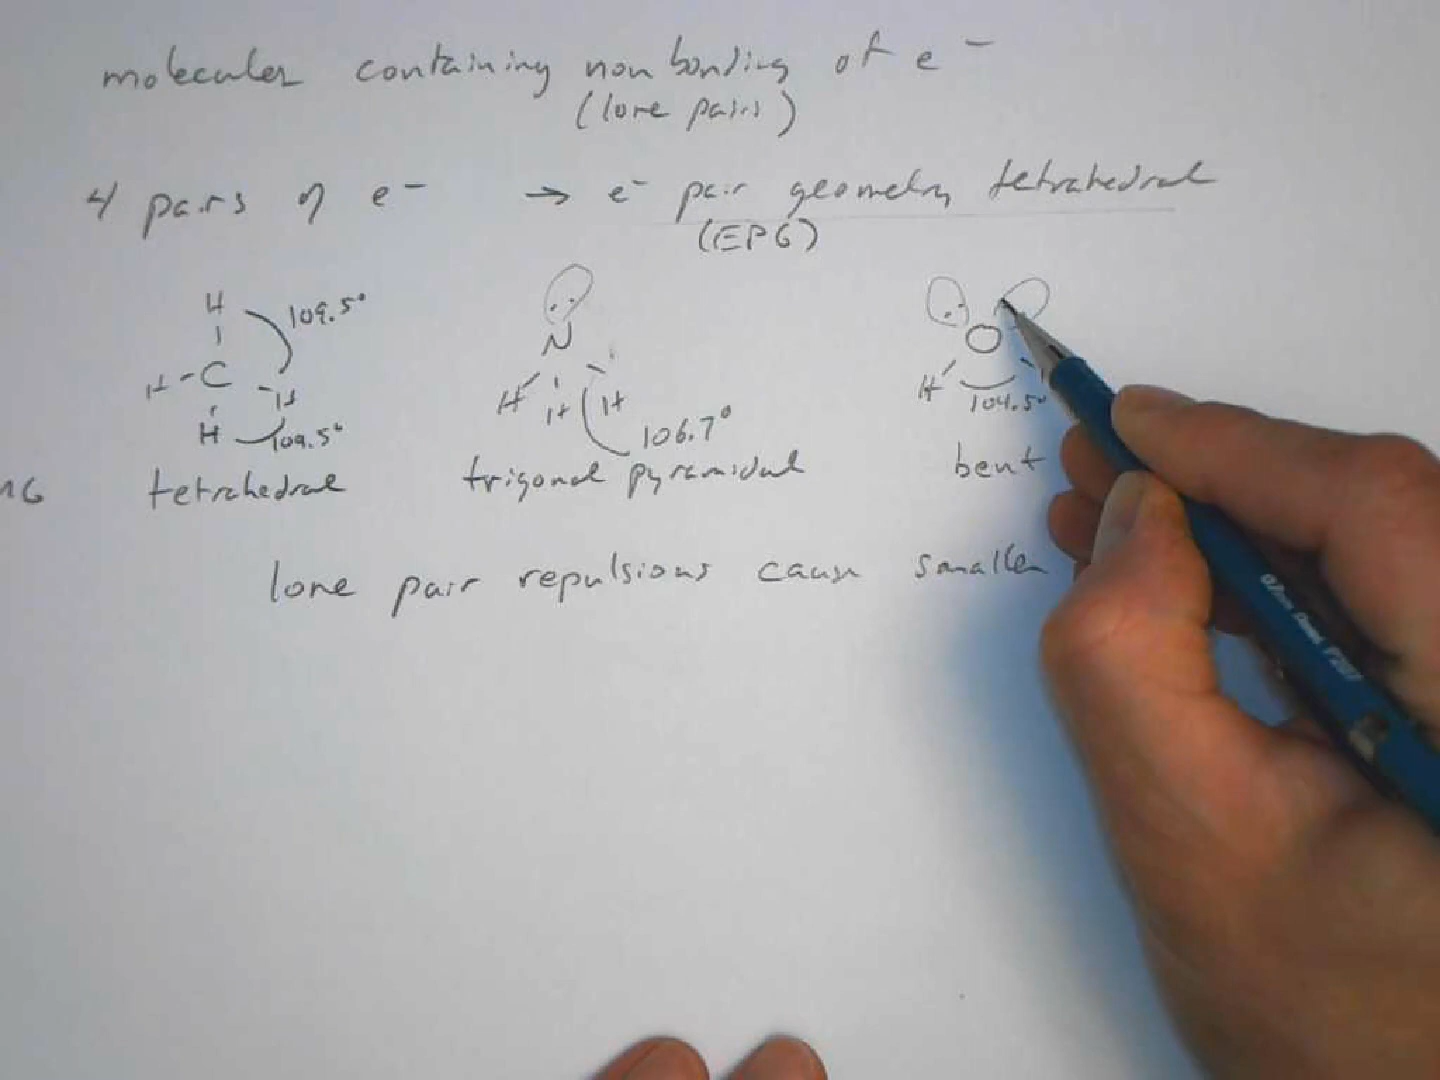 molecules containing nonbonding of e⁻
(lone pairs)
4 pairs of e⁻ → e⁻ pair geometry tetrahedral
(EPG)
H 109.5°
H - C - H
H 109.5°
N
H H H
106.7°
O
H
104.5°
MG tetrahedral trigonal pyramidal bent
lone pair repulsions cause smaller